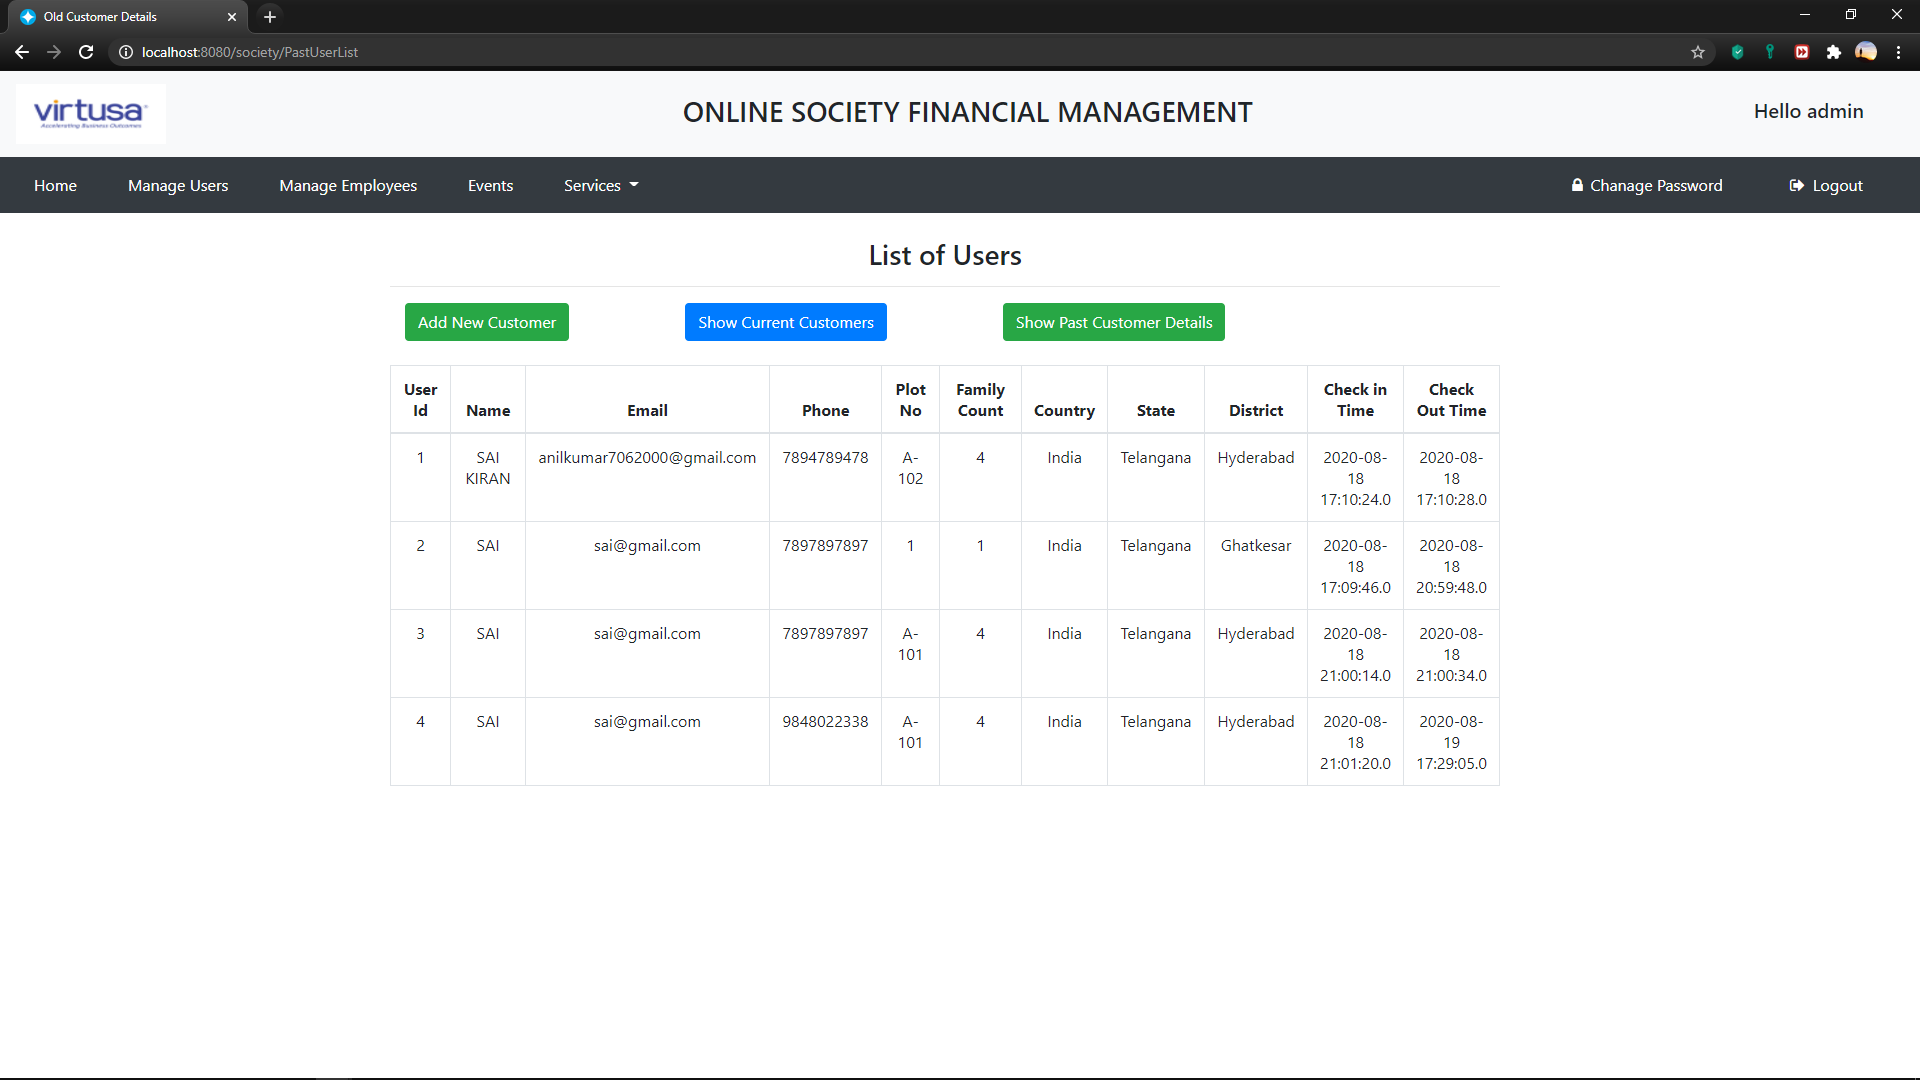 Old Customer Details
localhost:8080/society/PastUserList
virtusa
Accelerating Business Outcomes
ONLINE SOCIETY FINANCIAL MANAGEMENT
Hello admin
Home Manage Users Manage Employees Events Services Chanage Password Logout
List of Users
Add New Customer Show Current Customers Show Past Customer Details
User Plot Family Check in Check
Id Name Email Phone No Count Country State District Time Out Time
1 SAI anilkumar7062000@gmail.com 7894789478 A- 4 India Telangana Hyderabad 2020-08- 2020-08-
KIRAN 102 18 18
17:10:24.0 17:10:28.0
2 SAI sai@gmail.com 7897897897 1 1 India Telangana Ghatkesar 2020-08- 2020-08-
18 18
17:09:46.0 20:59:48.0
3 SAI sai@gmail.com 7897897897 A- 4 India Telangana Hyderabad 2020-08- 2020-08-
101 18 18
21:00:14.0 21:00:34.0
4 SAI sai@gmail.com 9848022338 A- 4 India Telangana Hyderabad 2020-08- 2020-08-
101 18 19
21:01:20.0 17:29:05.0